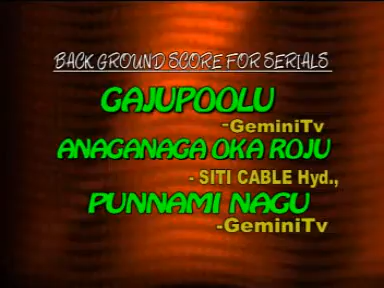 BACK GROUND SCORE FOR SERIALS
GAJUPOOLU
-GeminiTv
ANAGANAGA OKA ROJU
- SITI CABLE Hyd.,
PUNNAMI NAGU
-GeminiTv